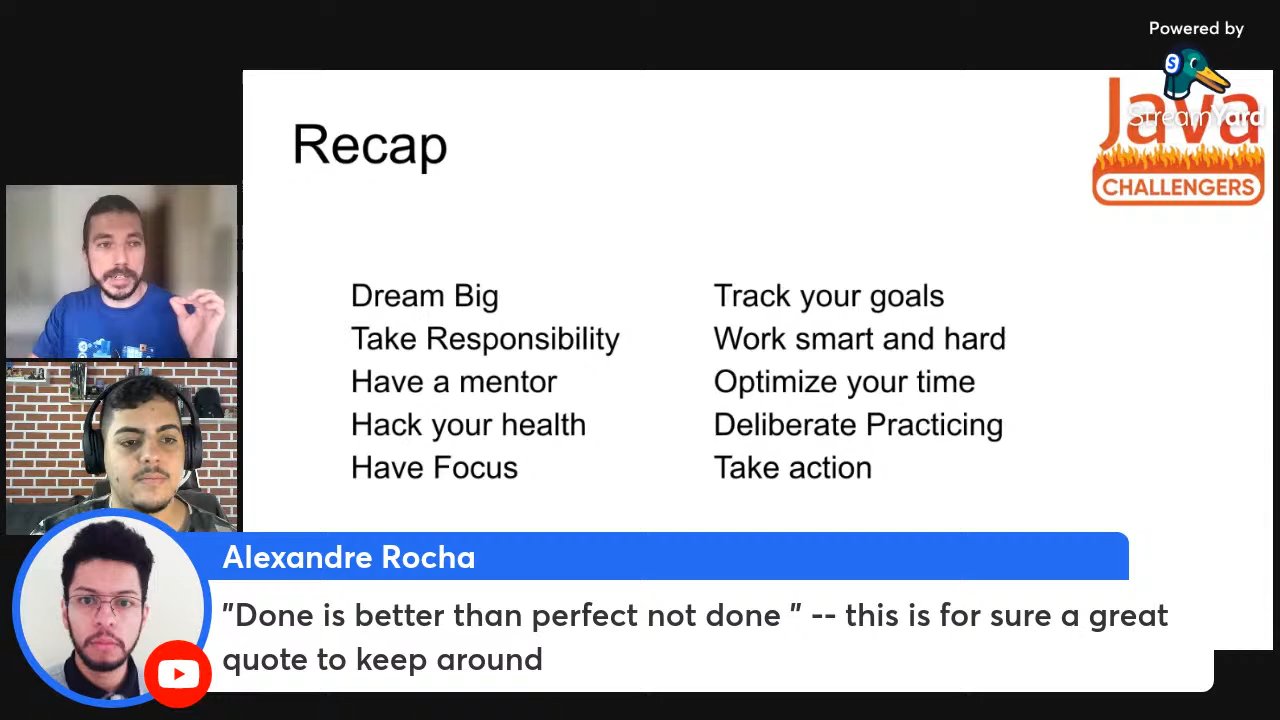 Powered by
StreamYard
Java
CHALLENGERS
Recap
Dream Big
Take Responsibility
Have a mentor
Hack your health
Have Focus
Track your goals
Work smart and hard
Optimize your time
Deliberate Practicing
Take action
Alexandre Rocha
"Done is better than perfect not done " -- this is for sure a great
quote to keep around